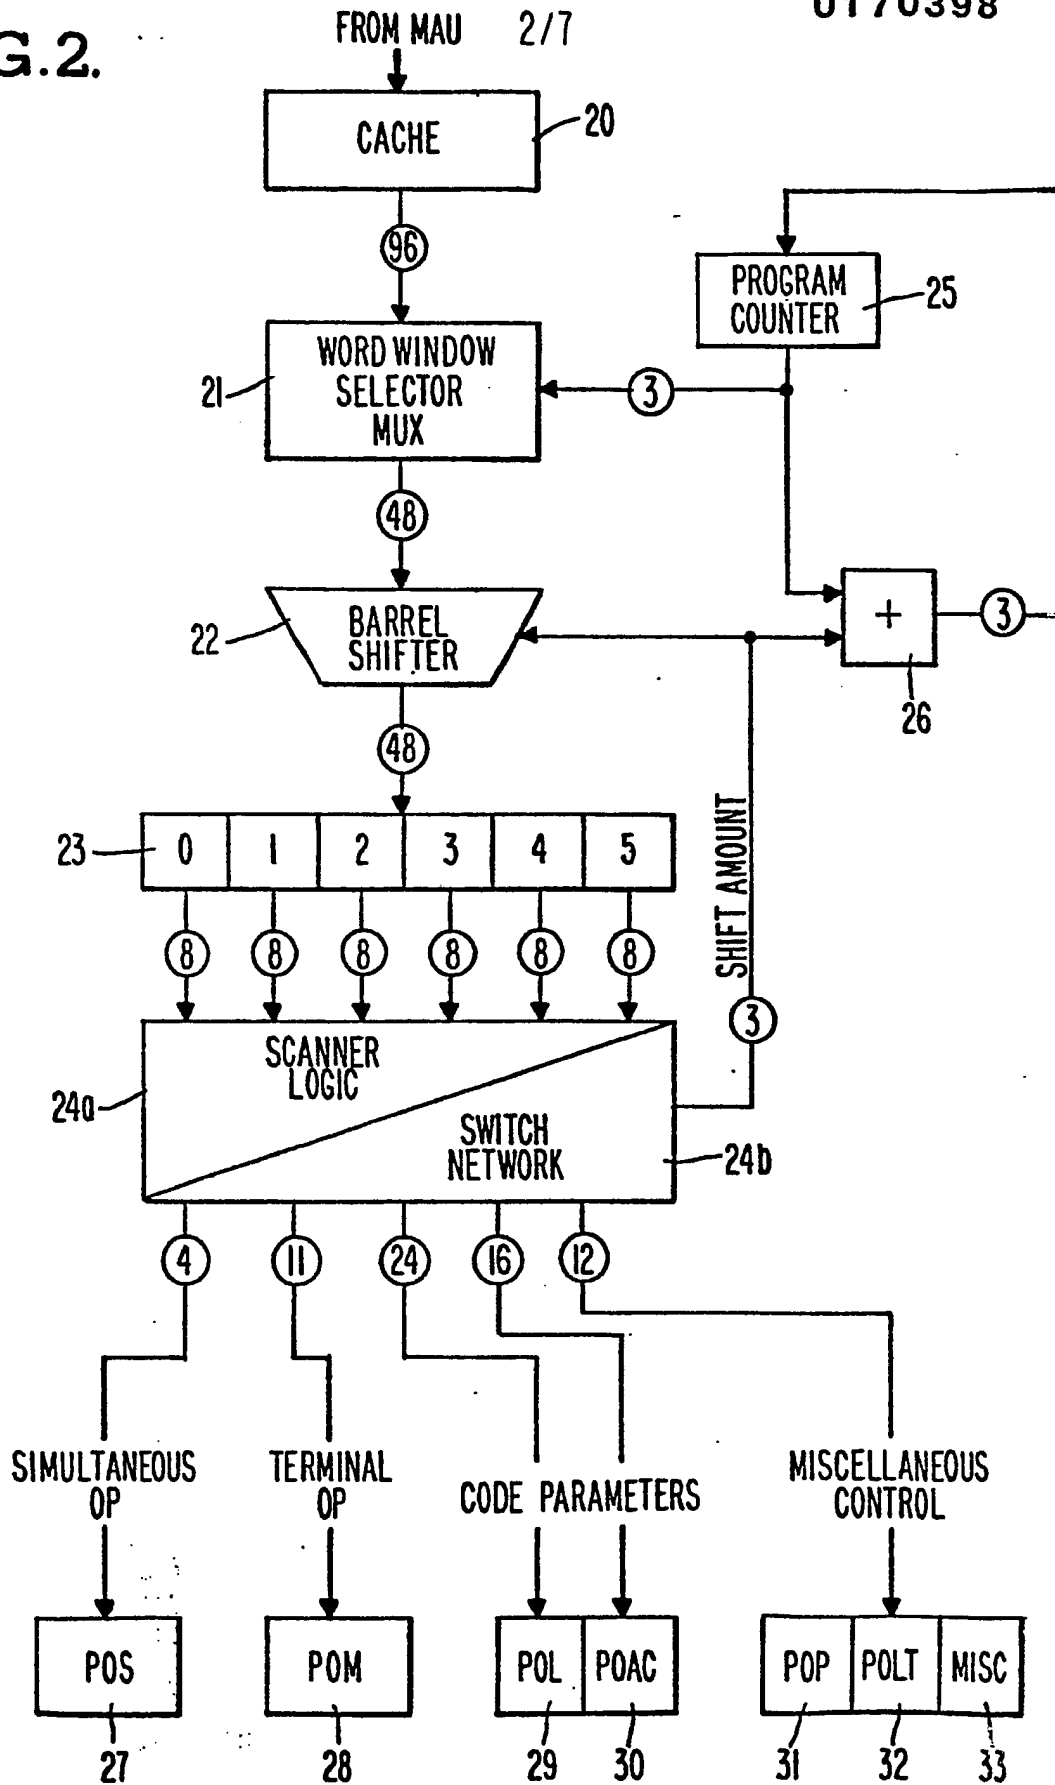 G.2.
FROM MAU 2/7
0170398
CACHE
20
96
PROGRAM
COUNTER
25
WORD WINDOW
SELECTOR
MUX
21
3
48
BARREL
SHIFTER
22
+
3
26
48
23
0 1 2 3 4 5
8 8 8 8 8 8
SHIFT AMOUNT
3
SCANNER
LOGIC
24a
SWITCH
NETWORK
24b
4 11 24 16 12
SIMULTANEOUS
OP
TERMINAL
OP
CODE PARAMETERS
MISCELLANEOUS
CONTROL
POS POM POL POAC POP POLT MISC
27 28 29 30 31 32 33